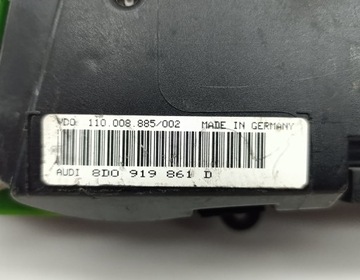 VDO 110.008.885/002 MADE IN GERMANY
AUDI 8D0 919 861 D